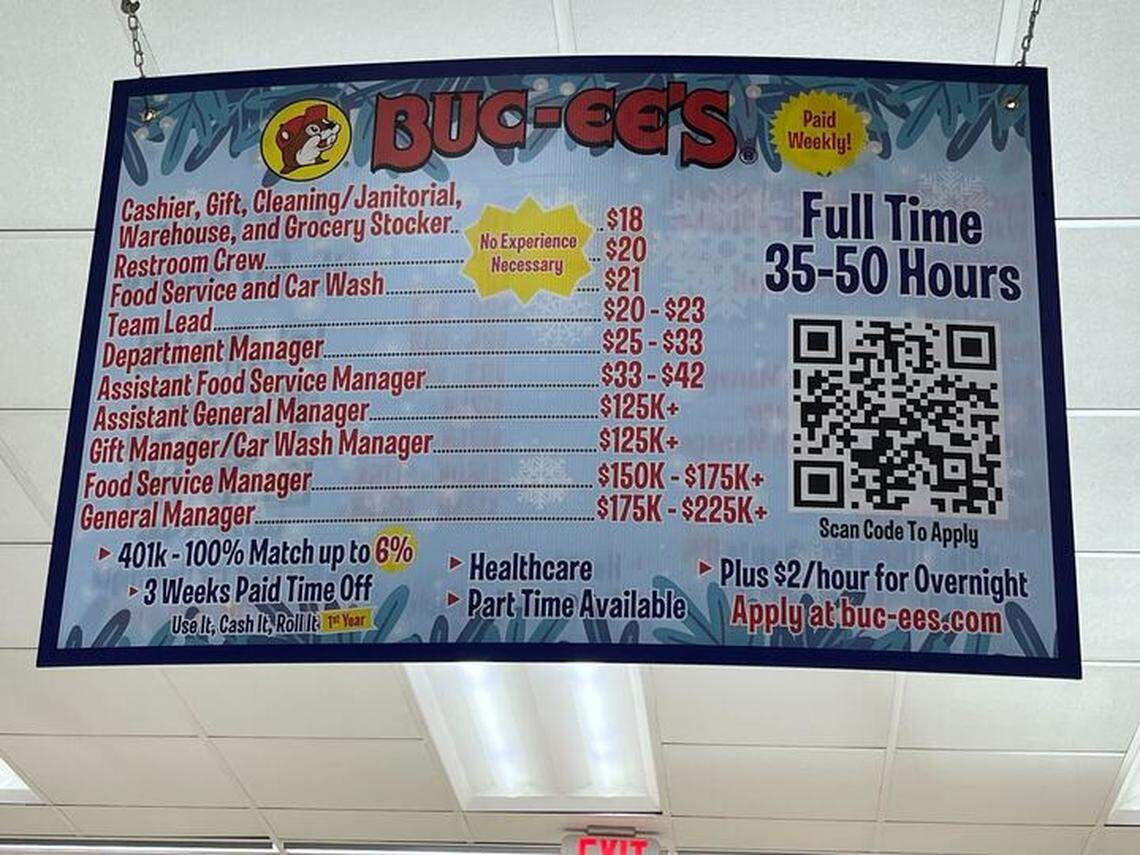 BUC-EE'S®
Paid
Weekly!
Cashier, Gift, Cleaning/Janitorial,
Warehouse, and Grocery Stocker.. ..$18
Restroom Crew........................................$20
Food Service and Car Wash....................$21
No Experience
Necessary
Team Lead........................................$20 - $23
Department Manager........................................$25 - $33
Assistant Food Service Manager........................................$33 - $42
Assistant General Manager........................................$125K+
Gift Manager/Car Wash Manager........................................$125K+
Food Service Manager........................................$150K - $175K+
General Manager........................................$175K - $225K+
Full Time
35-50 Hours
Scan Code To Apply
401k - 100% Match up to 6%
3 Weeks Paid Time Off
Use It, Cash It, Roll It 1st Year
Healthcare
Part Time Available
Plus $2/hour for Overnight
Apply at buc-ees.com
EXIT